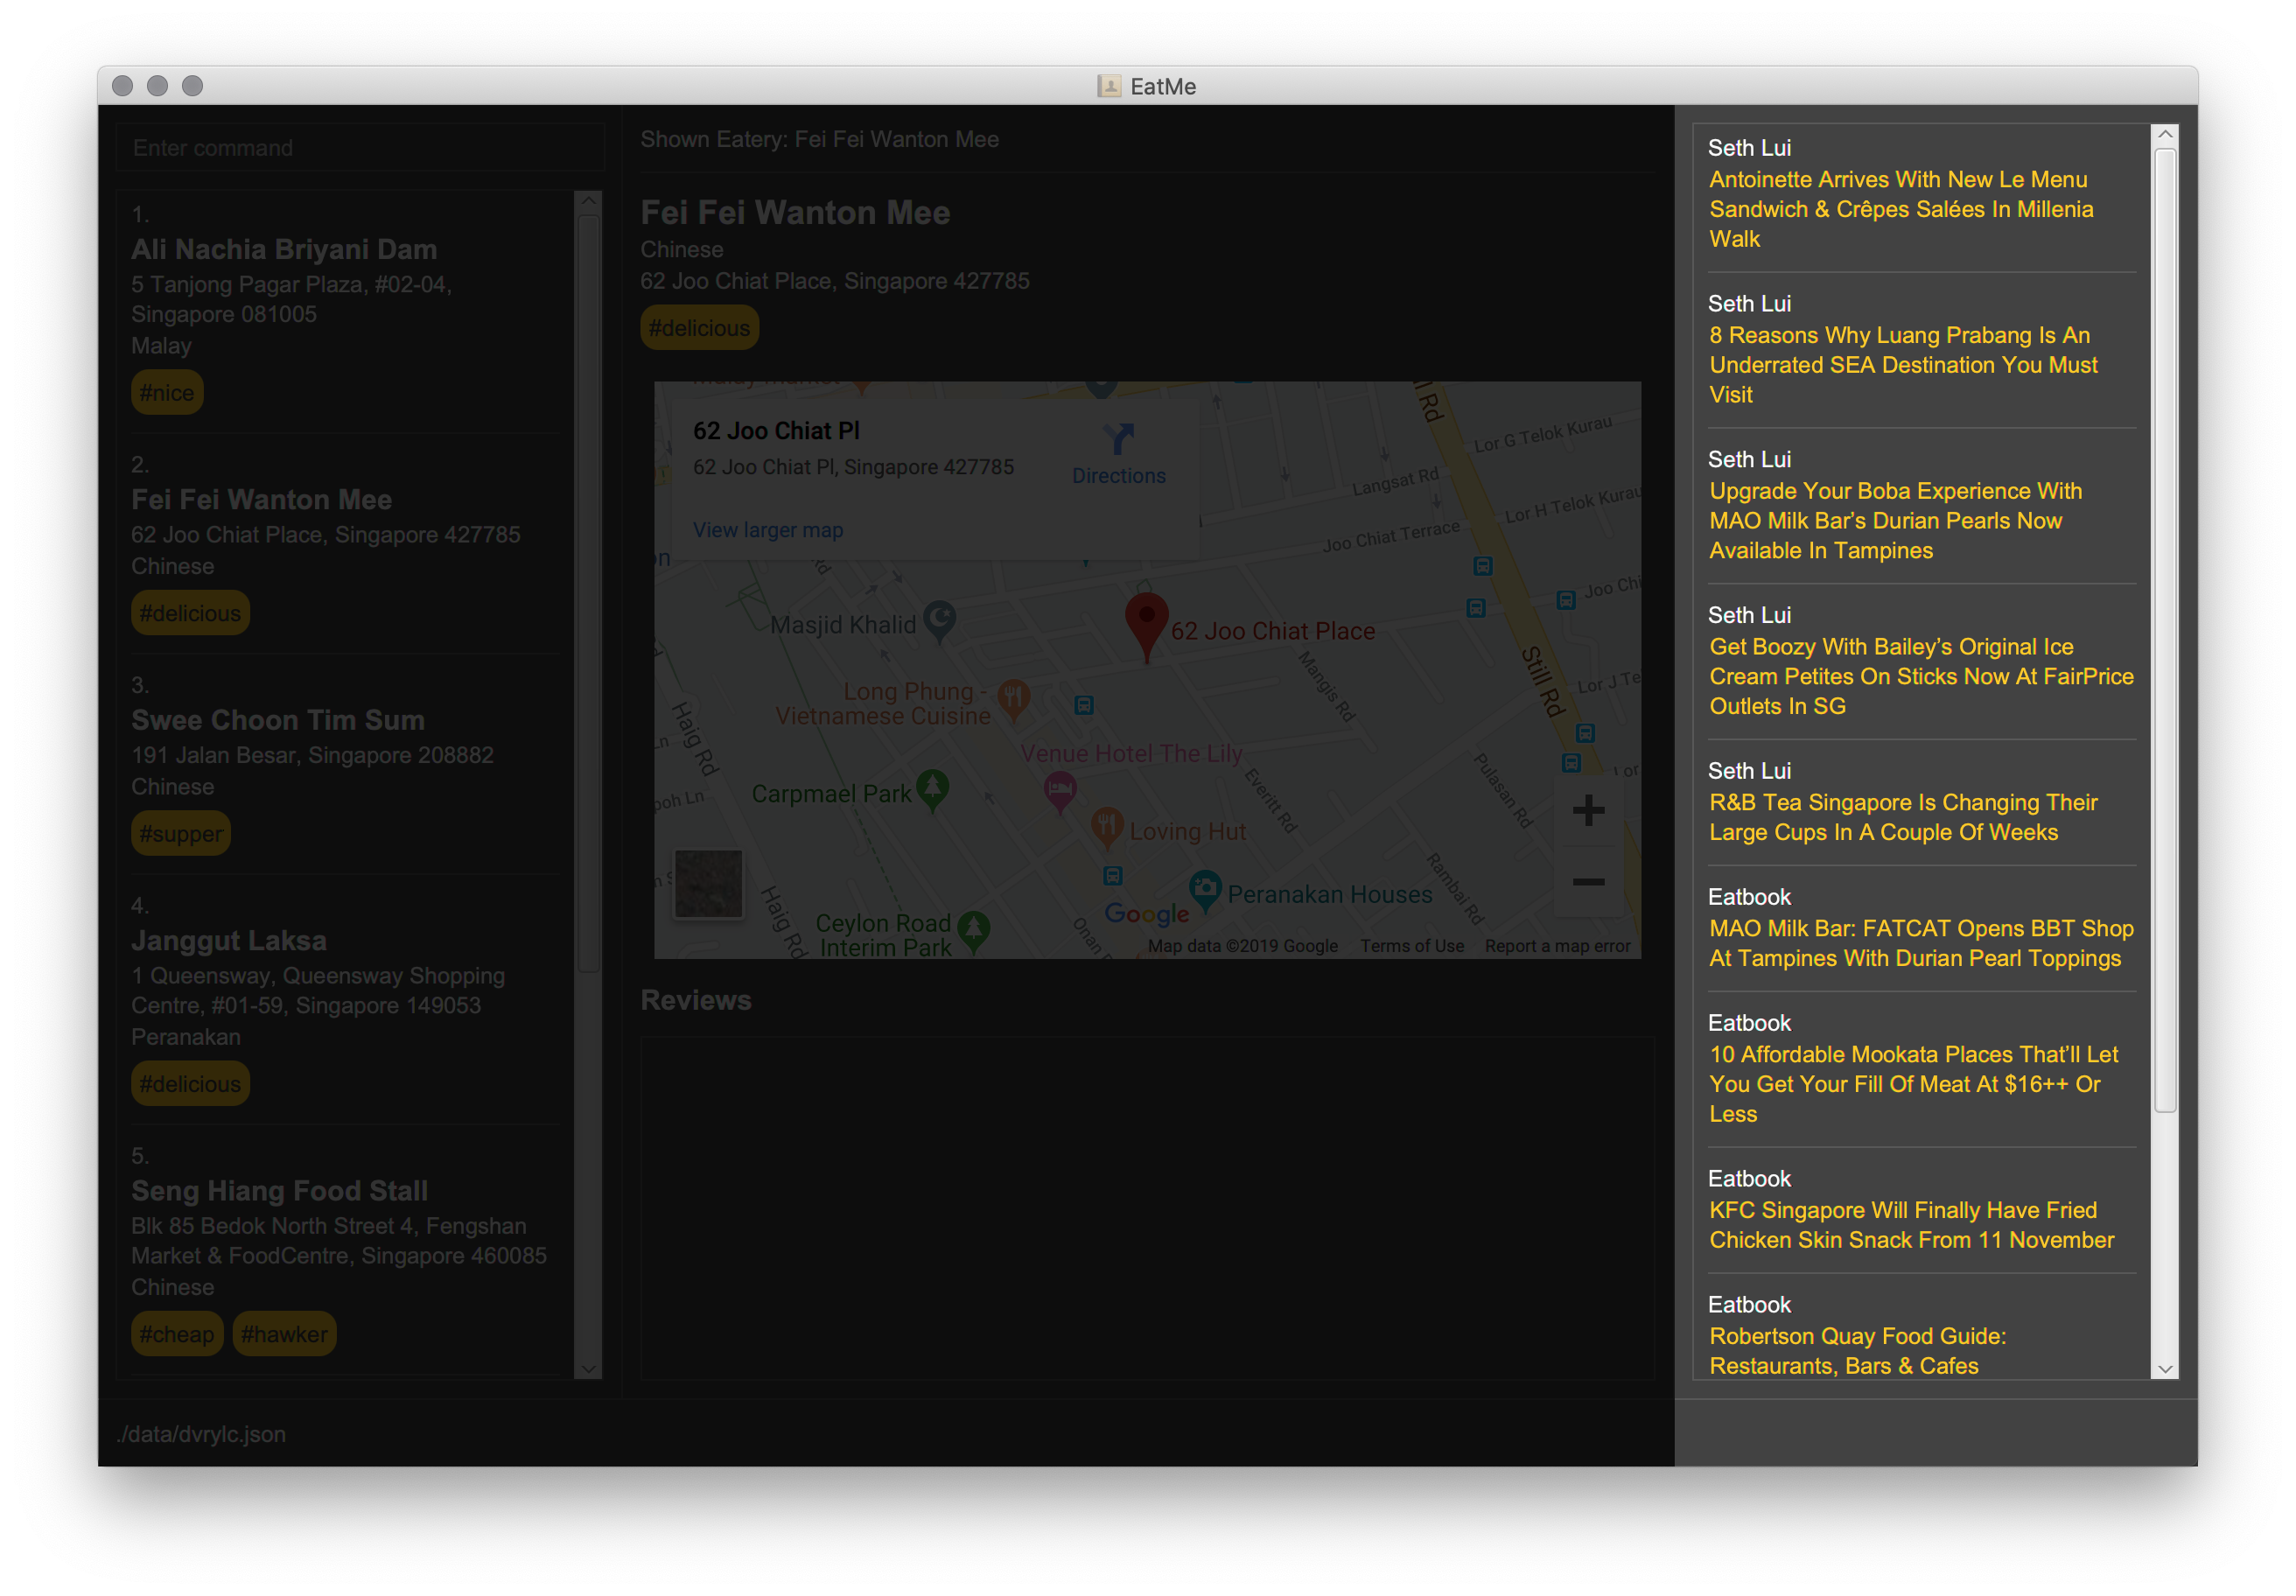 EatMe
Enter command
1.
Ali Nachia Briyani Dam
5 Tanjong Pagar Plaza, #02-04,
Singapore 081005
Malay
#nice
2.
Fei Fei Wanton Mee
62 Joo Chiat Place, Singapore 427785
Chinese
#delicious
3.
Swee Choon Tim Sum
191 Jalan Besar, Singapore 208882
Chinese
#supper
4.
Janggut Laksa
1 Queensway, Queensway Shopping
Centre, #01-59, Singapore 149053
Peranakan
#delicious
5.
Seng Hiang Food Stall
Blk 85 Bedok North Street 4, Fengshan
Market & FoodCentre, Singapore 460085
Chinese
#cheap #hawker
./data/dvrylc.json
Shown Eatery: Fei Fei Wanton Mee
Fei Fei Wanton Mee
Chinese
62 Joo Chiat Place, Singapore 427785
#delicious
62 Joo Chiat Pl
62 Joo Chiat Pl, Singapore 427785
Directions
View larger map
Lor G Telok Kurau
Langsat Rd
Lor H Telok Kurau
Joo Chiat Terrace
Masjid Khalid
62 Joo Chiat Place
Still Rd
Mangis Rd
Long Phung -
Vietnamese Cuisine
Haig Rd
Venue Hotel The Lily
Everitt Rd
Pulasan Rd
Carpmael Park
Loving Hut
Rambai Rd
Peranakan Houses
Haig Rd
Google
Ceylon Road
Interim Park
Onan
Map data ©2019 Google
Terms of Use
Report a map error
Reviews
Seth Lui
Antoinette Arrives With New Le Menu
Sandwich & Crêpes Salées In Millenia
Walk
Seth Lui
8 Reasons Why Luang Prabang Is An
Underrated SEA Destination You Must
Visit
Seth Lui
Upgrade Your Boba Experience With
MAO Milk Bar’s Durian Pearls Now
Available In Tampines
Seth Lui
Get Boozy With Bailey’s Original Ice
Cream Petites On Sticks Now At FairPrice
Outlets In SG
Seth Lui
R&B Tea Singapore Is Changing Their
Large Cups In A Couple Of Weeks
Eatbook
MAO Milk Bar: FATCAT Opens BBT Shop
At Tampines With Durian Pearl Toppings
Eatbook
10 Affordable Mookata Places That’ll Let
You Get Your Fill Of Meat At $16++ Or
Less
Eatbook
KFC Singapore Will Finally Have Fried
Chicken Skin Snack From 11 November
Eatbook
Robertson Quay Food Guide:
Restaurants, Bars & Cafes